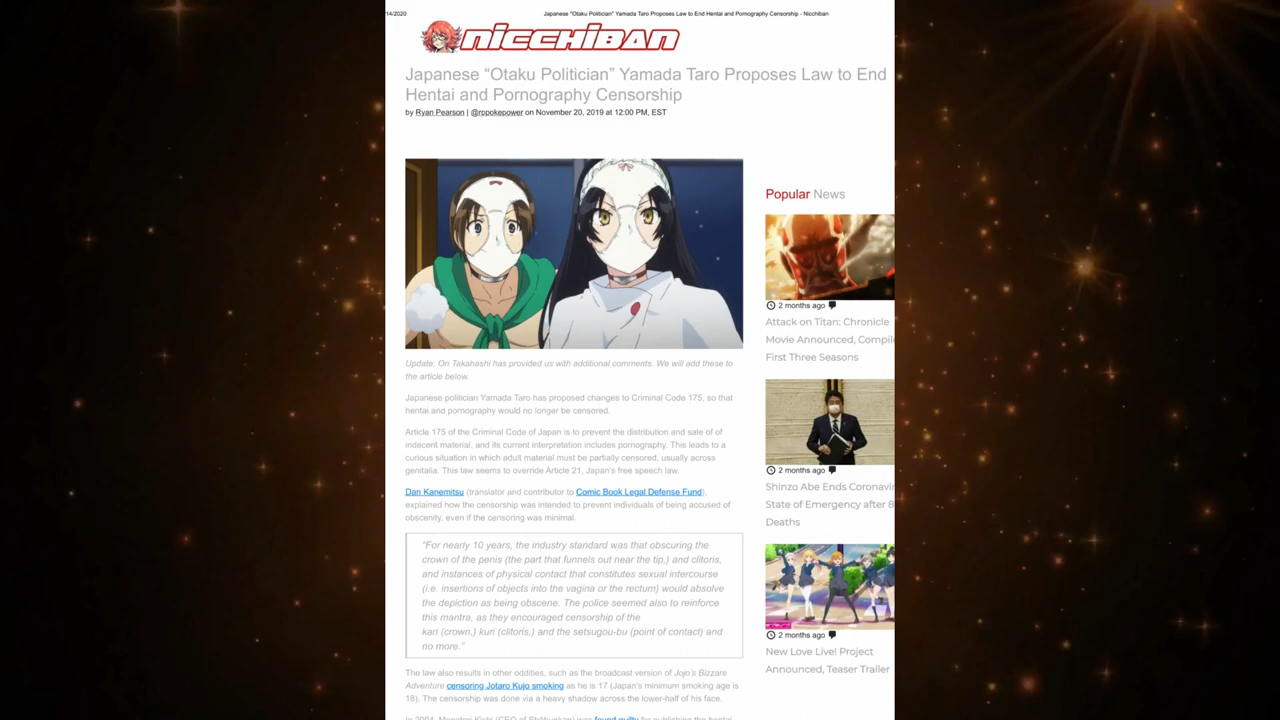 14/2020
Japanese “Otaku Politician” Yamada Taro Proposes Law to End Hentai and Pornography Censorship - Nicchiban
NICCHIBAN
Japanese “Otaku Politician” Yamada Taro Proposes Law to End
Hentai and Pornography Censorship
by Ryan Pearson | @rppokepower on November 20, 2019 at 12:00 PM, EST
Update: On Takahashi has provided us with additional comments. We will add these to
the article below.
Japanese politician Yamada Taro has proposed changes to Criminal Code 175, so that
hentai and pornography would no longer be censored.
Article 175 of the Criminal Code of Japan is to prevent the distribution and sale of of
indecent material, and its current interpretation includes pornography. This leads to a
curious situation in which adult material must be partially censored, usually across
genitalia. This law seems to override Article 21, Japan's free speech law.
Dan Kanemitsu (translator and contributor to Comic Book Legal Defense Fund),
explained how the censorship was intended to prevent individuals of being accused of
obscenity, even if the censoring was minimal.
“For nearly 10 years, the industry standard was that obscuring the
crown of the penis (the part that funnels out near the tip,) and clitoris,
and instances of physical contact that constitutes sexual intercourse
(i.e. insertions of objects into the vagina or the rectum) would absolve
the depiction as being obscene. The police seemed also to reinforce
this mantra, as they encouraged censorship of the
kari (crown,) kuri (clitoris,) and the setsugou-bu (point of contact) and
no more.”
The law also results in other oddities, such as the broadcast version of Jojo's Bizzare
Adventure censoring Jotaro Kujo smoking as he is 17 (Japan's minimum smoking age is
18). The censorship was done via a heavy shadow across the lower-half of his face.
Popular News
2 months ago
Attack on Titan: Chronicle
Movie Announced, Compil
First Three Seasons
2 months ago
Shinzo Abe Ends Coronavir
State of Emergency after 8
Deaths
2 months ago
New Love Live! Project
Announced, Teaser Trailer